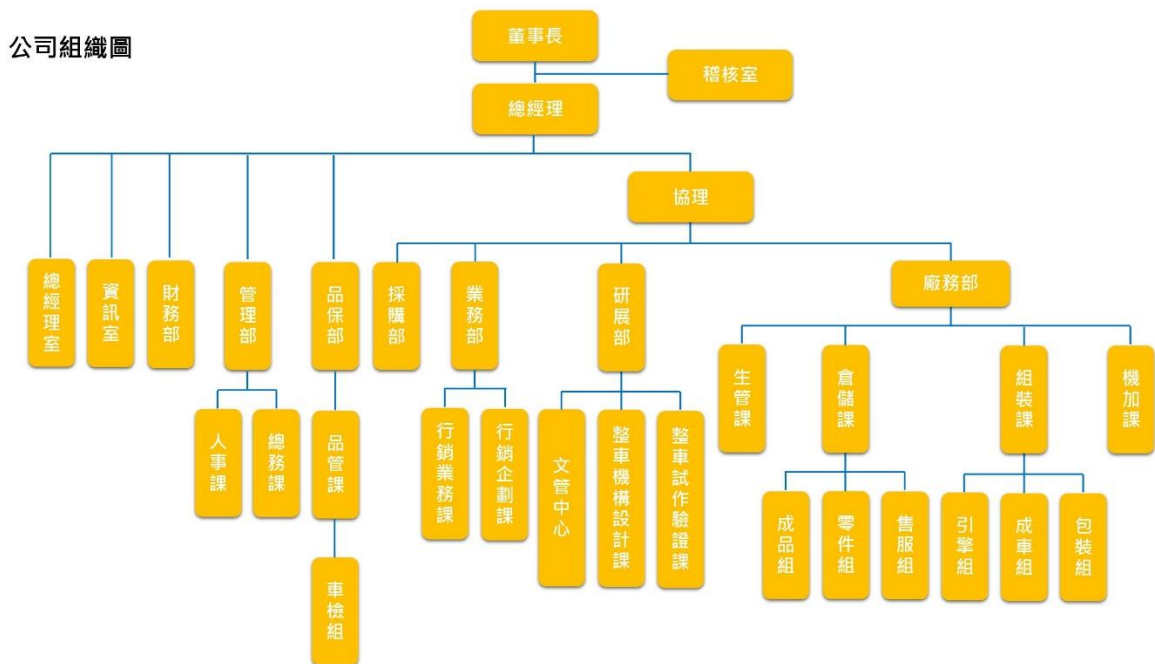 公司組織圖
董事長
稽核室
總經理
協理
總經理室
資訊室
財務部
管理部
品保部
採購部
業務部
研展部
廠務部
人事課
總務課
品管課
行銷業務課
行銷企劃課
文管中心
整車機構設計課
整車試作驗證課
生管課
倉儲課
組裝課
機加課
車檢組
成品組
零件組
售服組
引擎組
成車組
包裝組